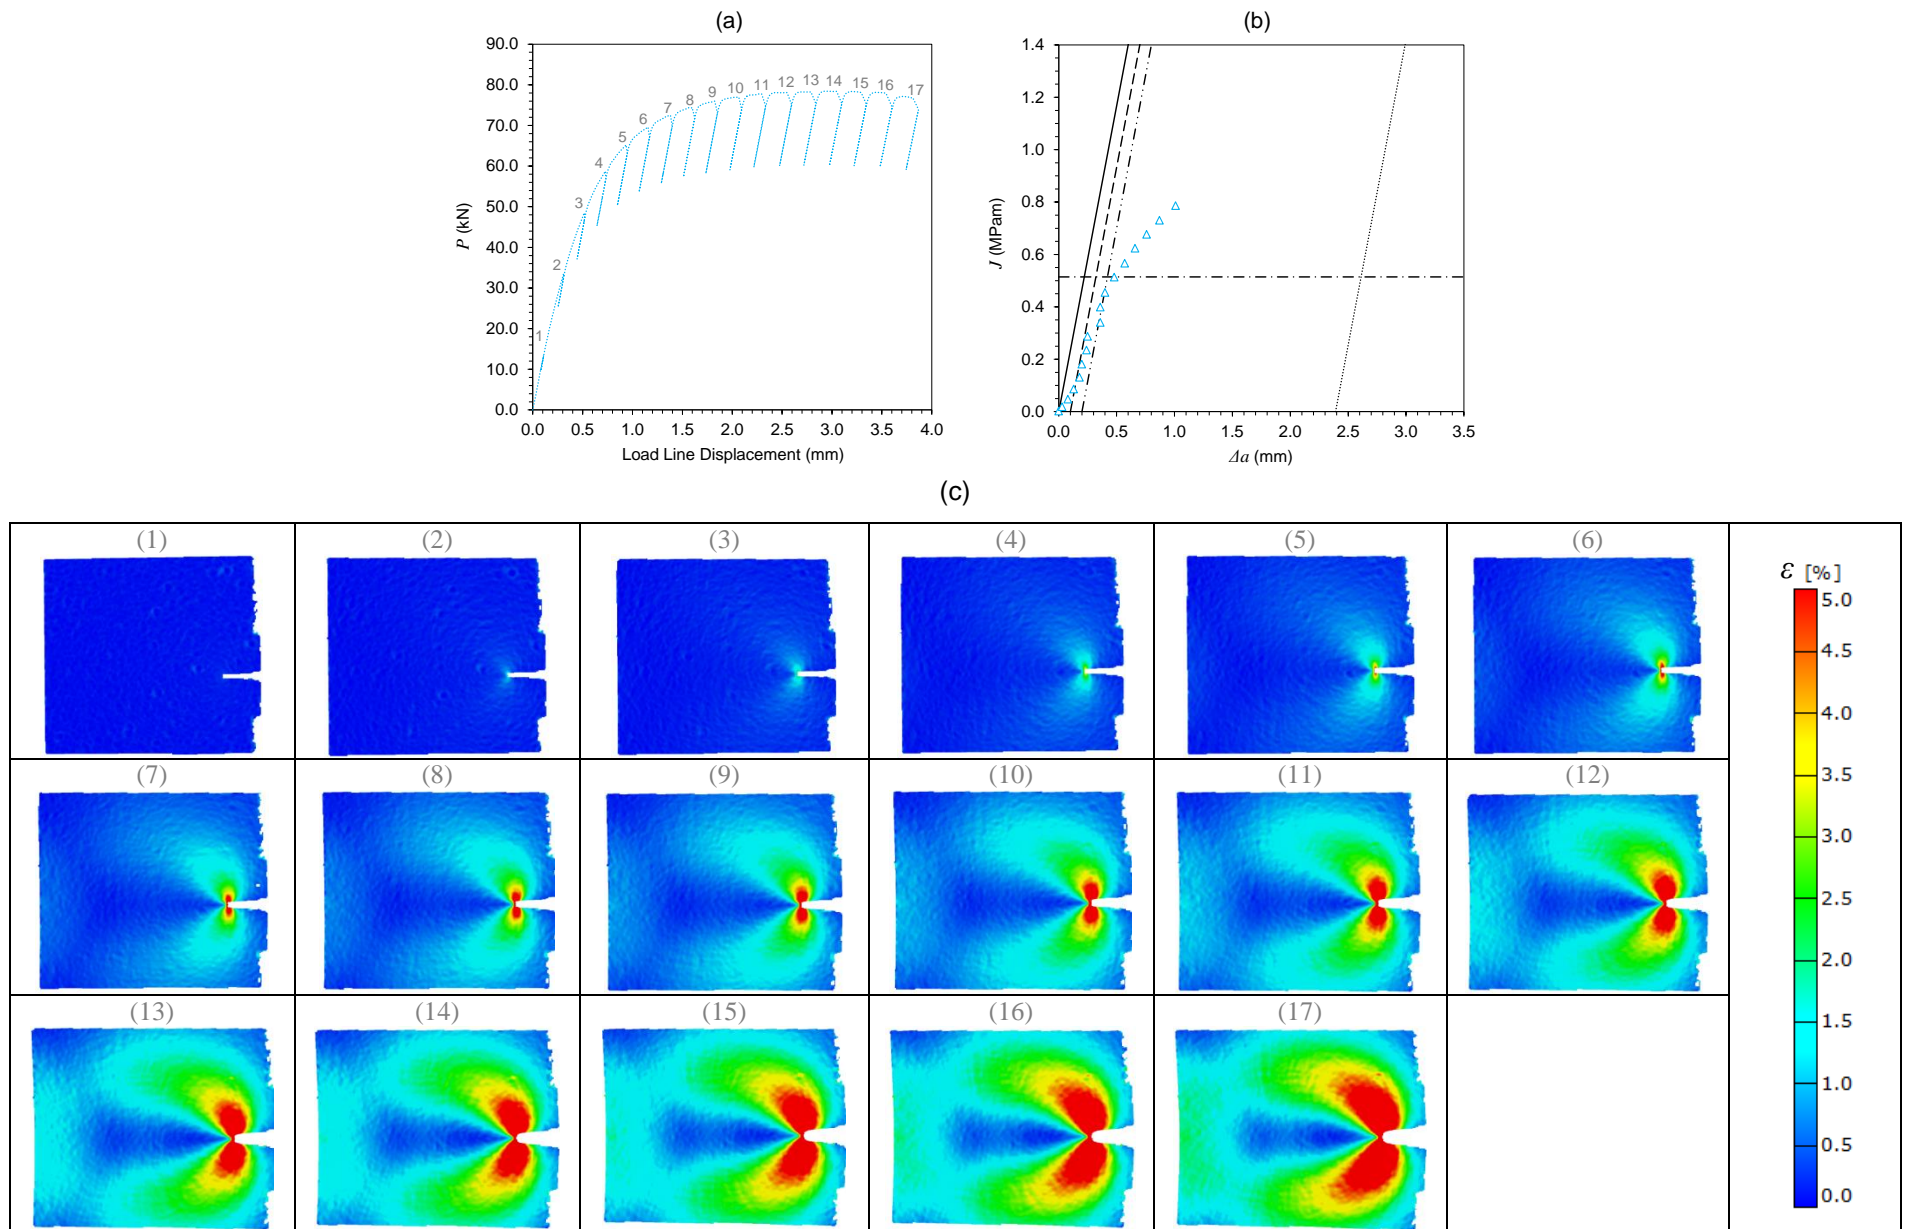 (a)
90.0
80.0
70.0
60.0
50.0
40.0
30.0
20.0
10.0
0.0
P (kN)
1 2 3 4 5 6 7 8 9 10 11 12 13 14 15 16 17
0.0 0.5 1.0 1.5 2.0 2.5 3.0 3.5 4.0
Load Line Displacement (mm)
(b)
1.4
1.2
1.0
0.8
0.6
0.4
0.2
0.0
J (MPam)
0.0 0.5 1.0 1.5 2.0 2.5 3.0 3.5
Δa (mm)
(c)
(1) (2) (3) (4) (5) (6)
(7) (8) (9) (10) (11) (12)
(13) (14) (15) (16) (17)
ε [%]
5.0
4.5
4.0
3.5
3.0
2.5
2.0
1.5
1.0
0.5
0.0